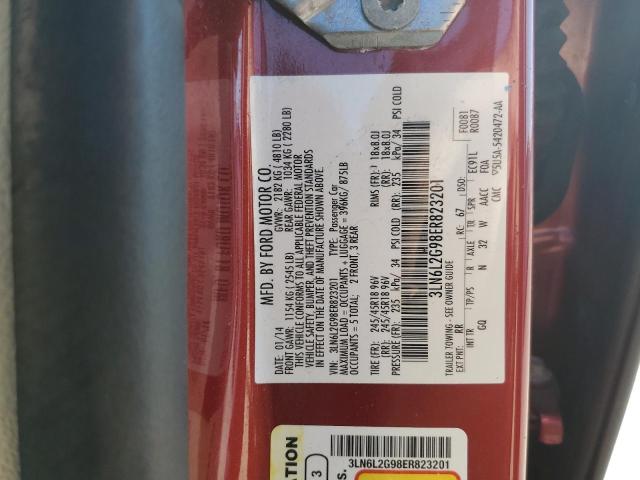 MFD. BY FORD MOTOR CO.
DATE: 01/14 GVWR: 2182 KG ( 4810 LB)
FRONT GAWR: 1154 KG ( 2545 LB) REAR GAWR: 1034 KG ( 2280 LB)
THIS VEHICLE CONFORMS TO ALL APPLICABLE FEDERAL MOTOR
VEHICLE SAFETY, BUMPER, AND THEFT PREVENTION STANDARDS
IN EFFECT ON THE DATE OF MANUFACTURE SHOWN ABOVE.
VIN: 3LN6L2G98ER823201 TYPE: Passenger Car
MAXIMUM LOAD = OCCUPANTS + LUGGAGE = 396KG/ 875LB
OCCUPANTS = 5 TOTAL: 2 FRONT, 3 REAR
TIRE (FR): 245/45R18 96V RIMS (FR): 18x8.0J
(RR): 245/45R18 96V (RR): 18x8.0J
PRESSURE (FR): 235 kPa/ 34 PSI COLD (RR): 235 kPa/ 34 PSI COLD
3LN6L2G98ER823201
TRAILER TOWING - SEE OWNER GUIDE F0081
EXT PNT: RR RC: 67 DSO: R0087
INT TR TP/PS R AXLE TR SPR EC91L
GQ N 32 W AACC FOA
CMC 5U5A-5420472-AA
3LN6L2G98ER823201
3